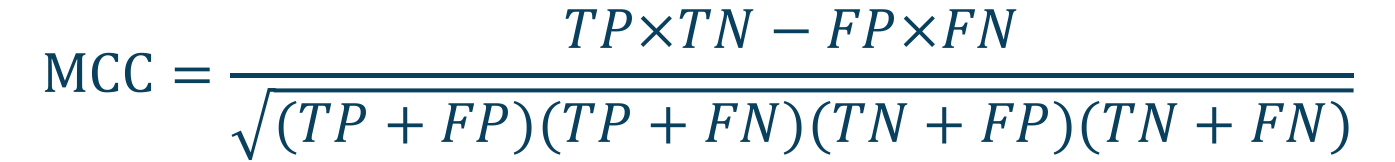 MCC = TP×TN − FP×FN
√(TP + FP)(TP + FN)(TN + FP)(TN + FN)